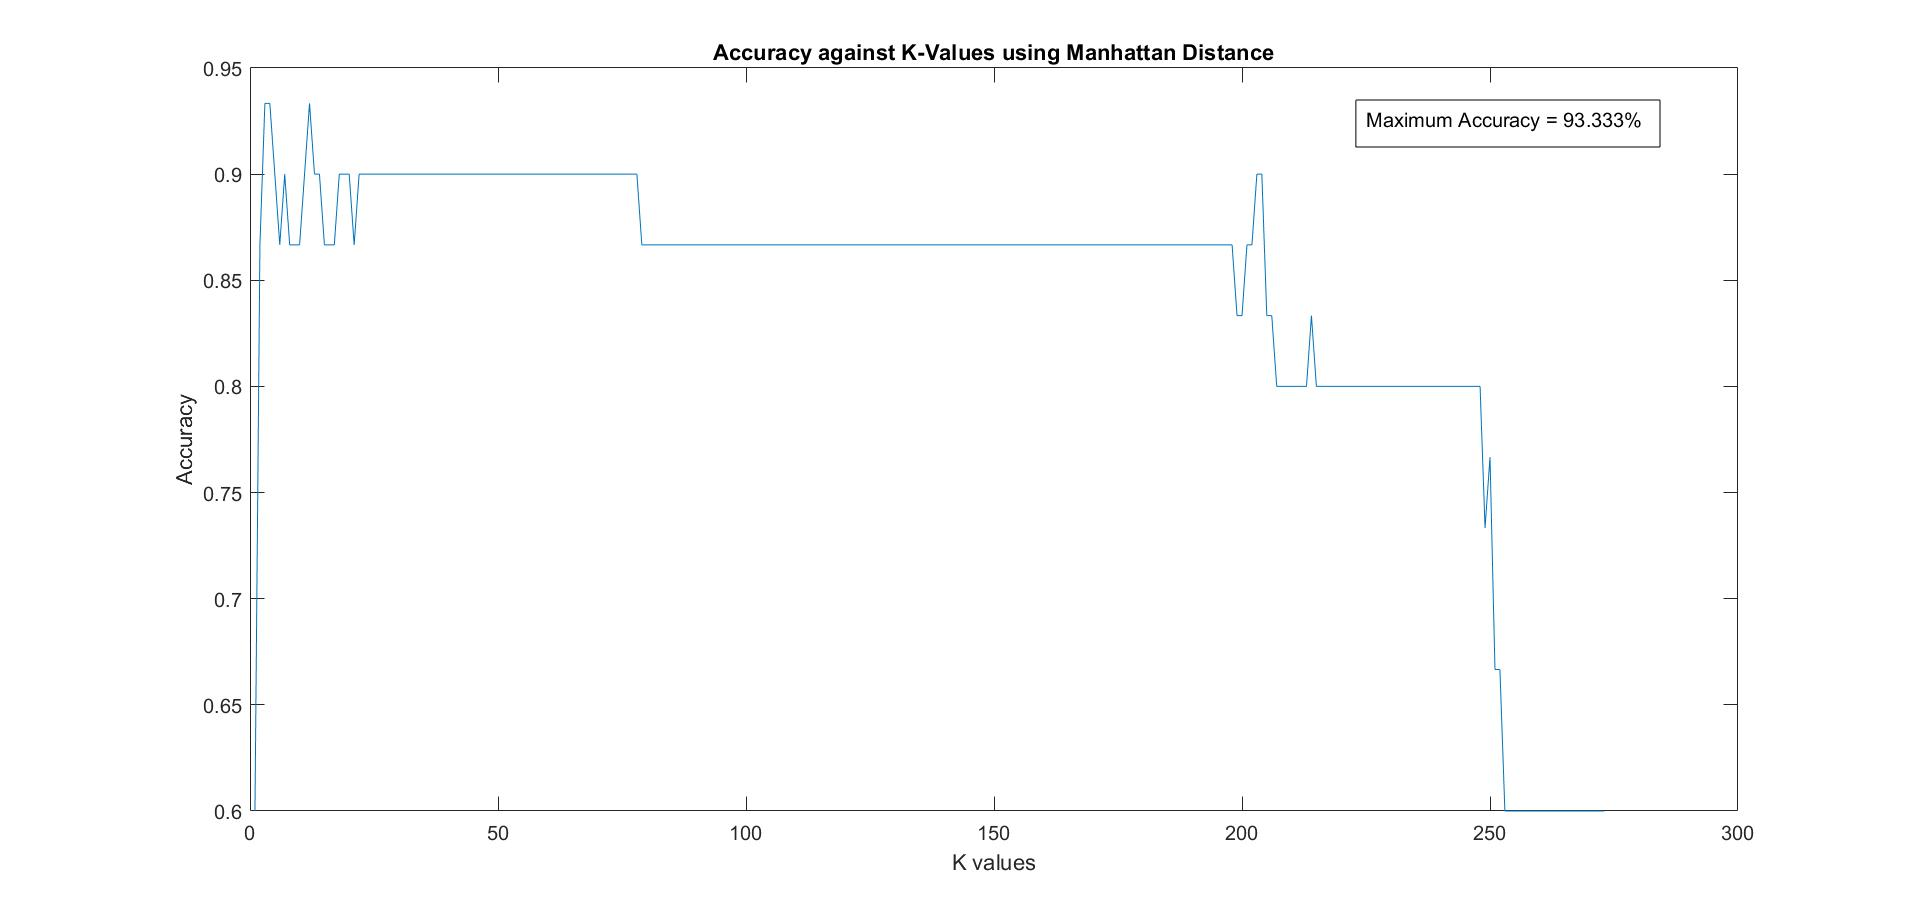 Accuracy against K-Values using Manhattan Distance
Maximum Accuracy = 93.333%
0.95
0.9
0.85
0.8
0.75
0.7
0.65
0.6
Accuracy
0 50 100 150 200 250 300
K values